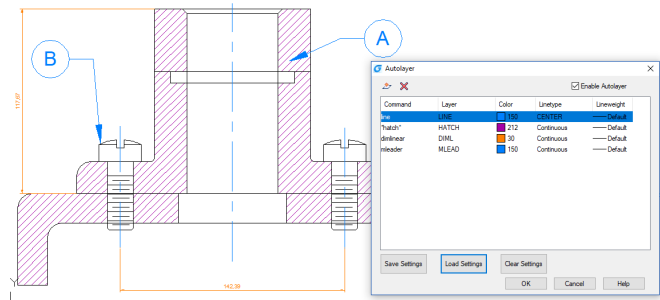 A
B
117,67
142,39
Y
Autolayer
Enable Autolayer
Command Layer Color Linetype Lineweight
line LINE 150 CENTER Default
"hatch" HATCH 212 Continuous Default
dimlinear DIML 30 Continuous Default
mleader MLEAD 150 Continuous Default
Save Settings Load Settings Clear Settings
OK Cancel Help